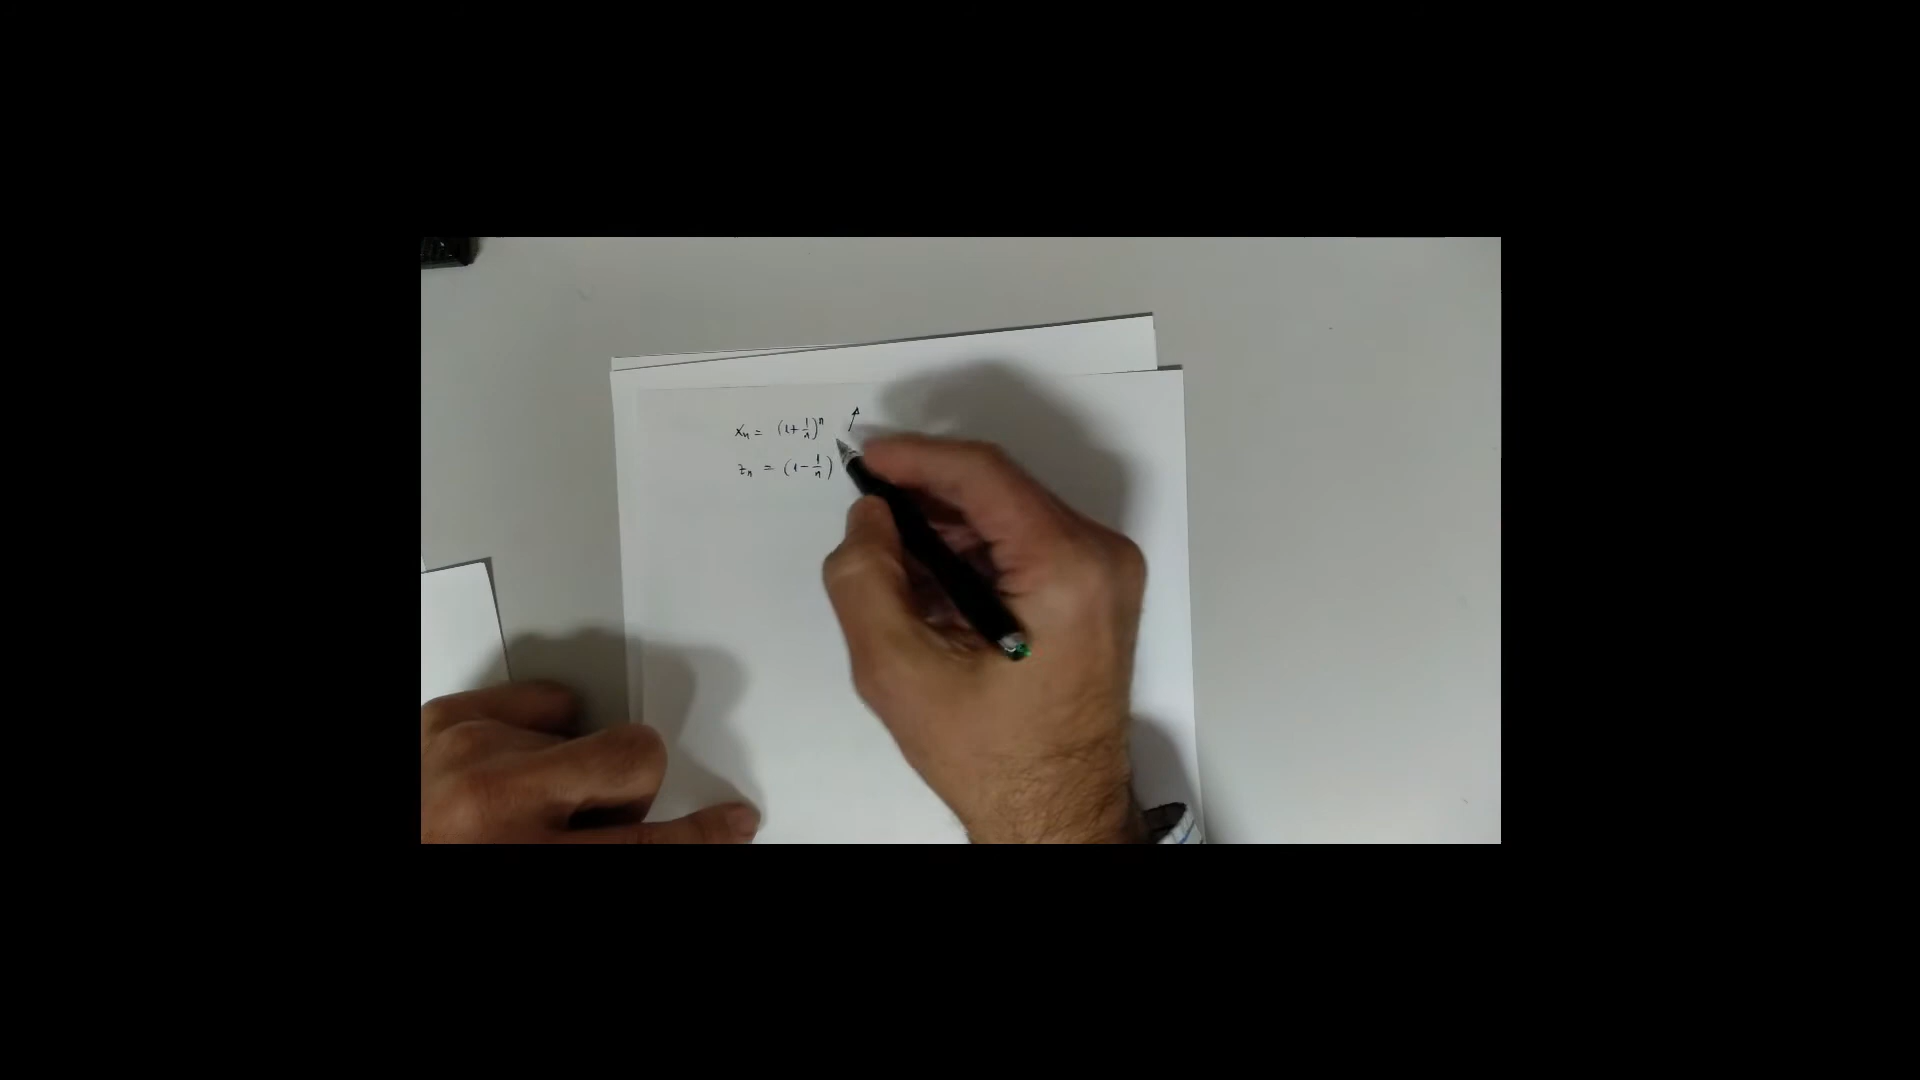 xₙ = (1+1/n)ⁿ ↗
zₙ = (1-1/n)